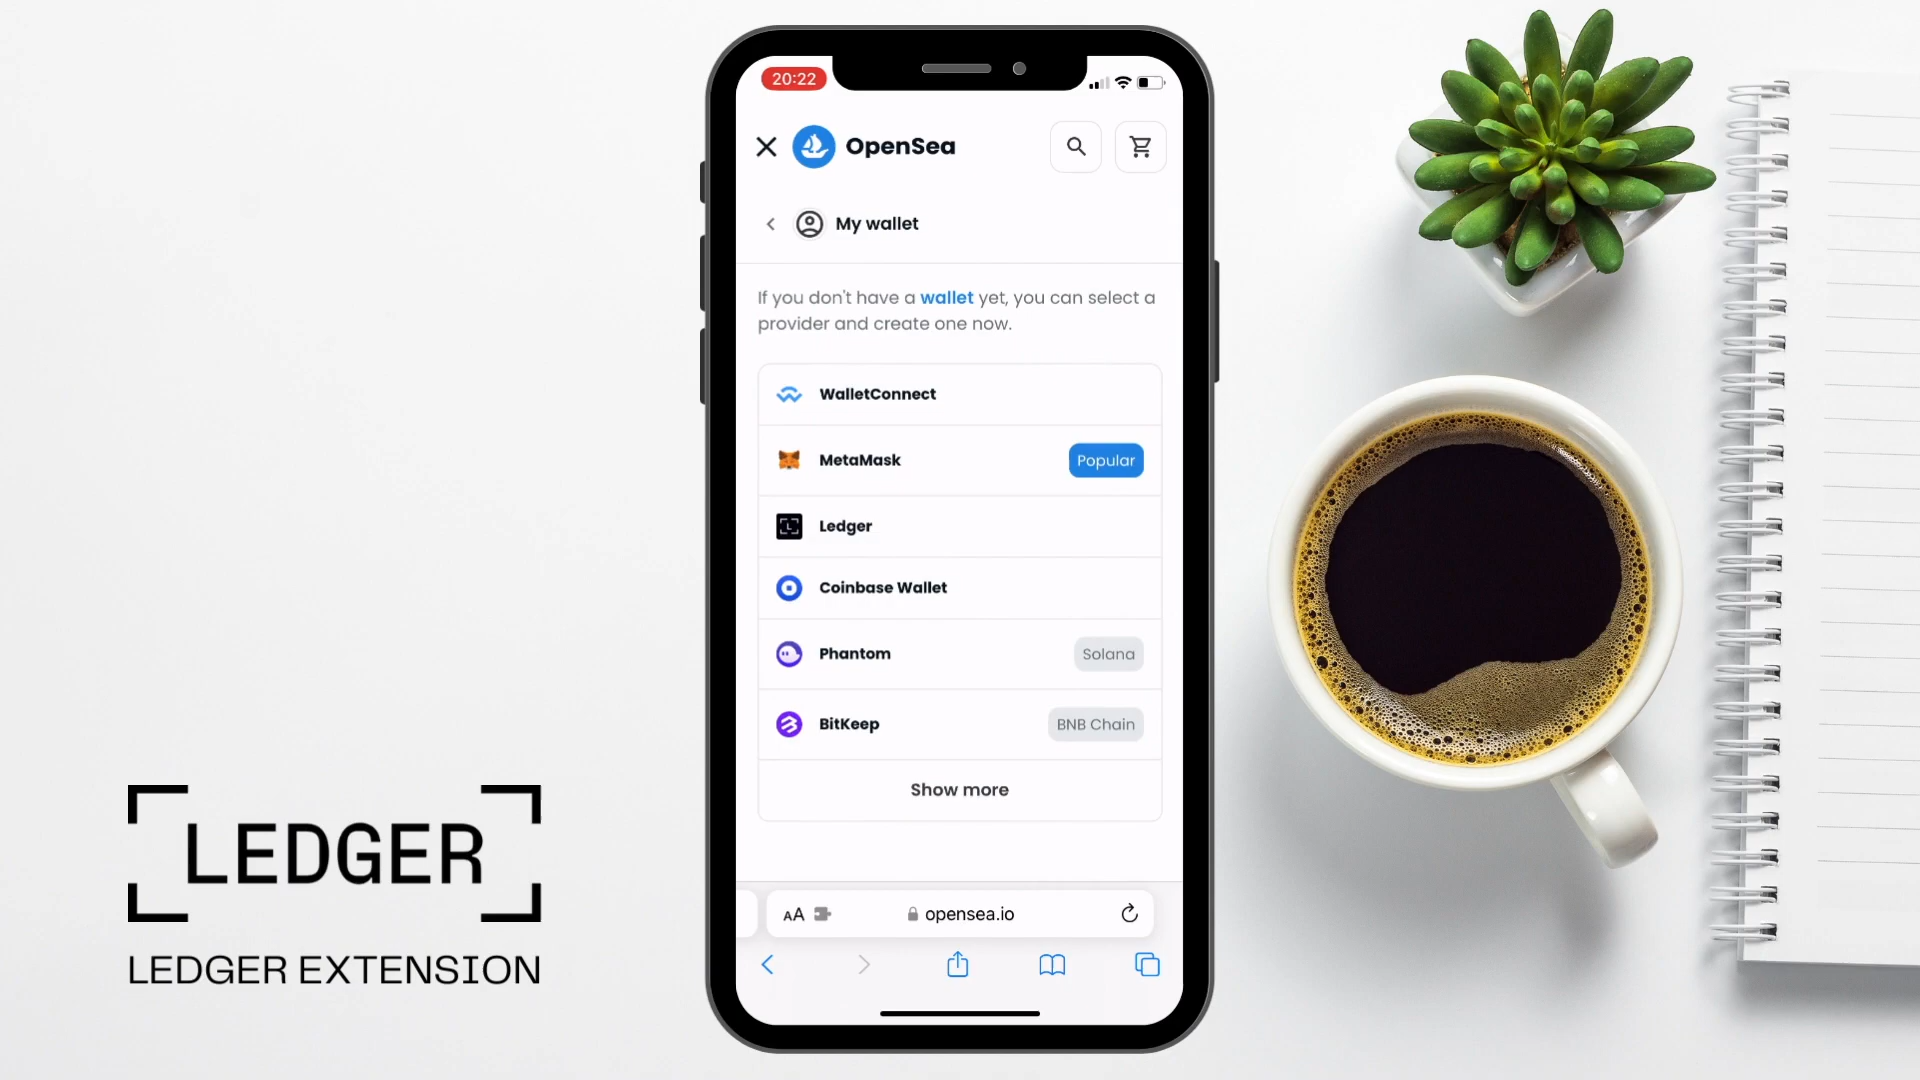 20:22
OpenSea
My wallet
If you don't have a wallet yet, you can select a
provider and create one now.
WalletConnect
MetaMask
Popular
Ledger
Coinbase Wallet
Phantom
Solana
BitKeep
BNB Chain
Show more
AA
opensea.io
LEDGER
LEDGER EXTENSION